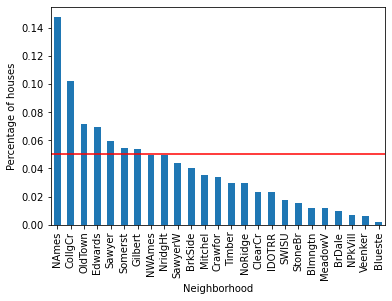 Percentage of houses
0.14
0.12
0.10
0.08
0.06
0.04
0.02
0.00
NAmes
CollgCr
OldTown
Edwards
Sawyer
Somerst
Gilbert
NWAmes
NridgHt
SawyerW
BrkSide
Mitchel
Crawfor
Timber
NoRidge
ClearCr
IDOTRR
SWISU
StoneBr
Blmngtn
MeadowV
BrDale
NPkVill
Veenker
Blueste
Neighborhood